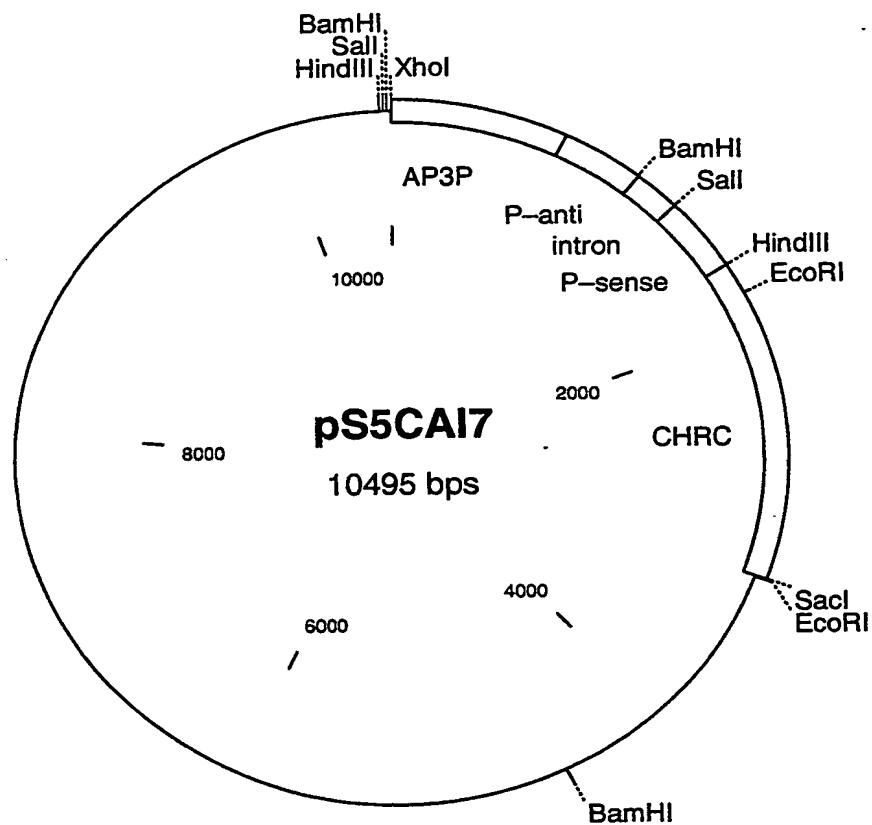 BamHI
SalI
HindIII XhoI
BamHI
SalI
AP3P
P–anti
intron
HindIII
EcoRI
P–sense
10000
2000
pS5CAI7
CHRC
8000
10495 bps
4000
SacI
EcoRI
6000
BamHI